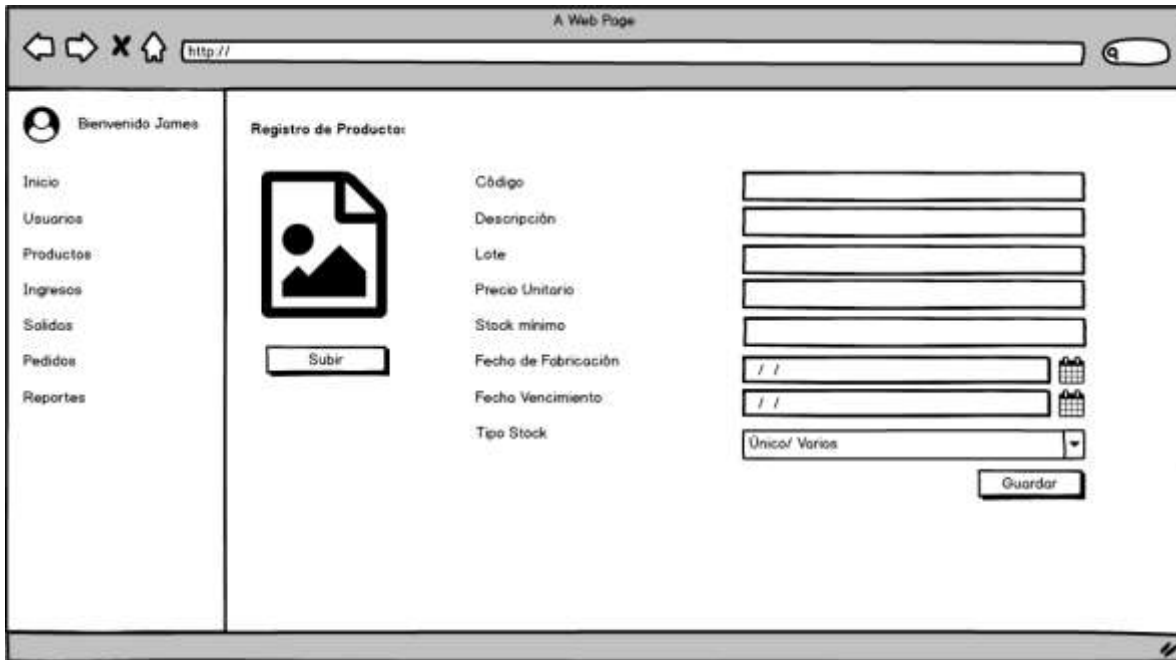 A Web Page
http://
Bienvenido James
Inicio
Usuarios
Productos
Ingresos
Salidas
Pedidos
Reportes
Registro de Producto:
Subir
Código
Descripción
Lote
Precio Unitario
Stock mínimo
Fecha de Fabricación
/ /
Fecha Vencimiento
/ /
Tipo Stock
Único/ Varios
Guardar